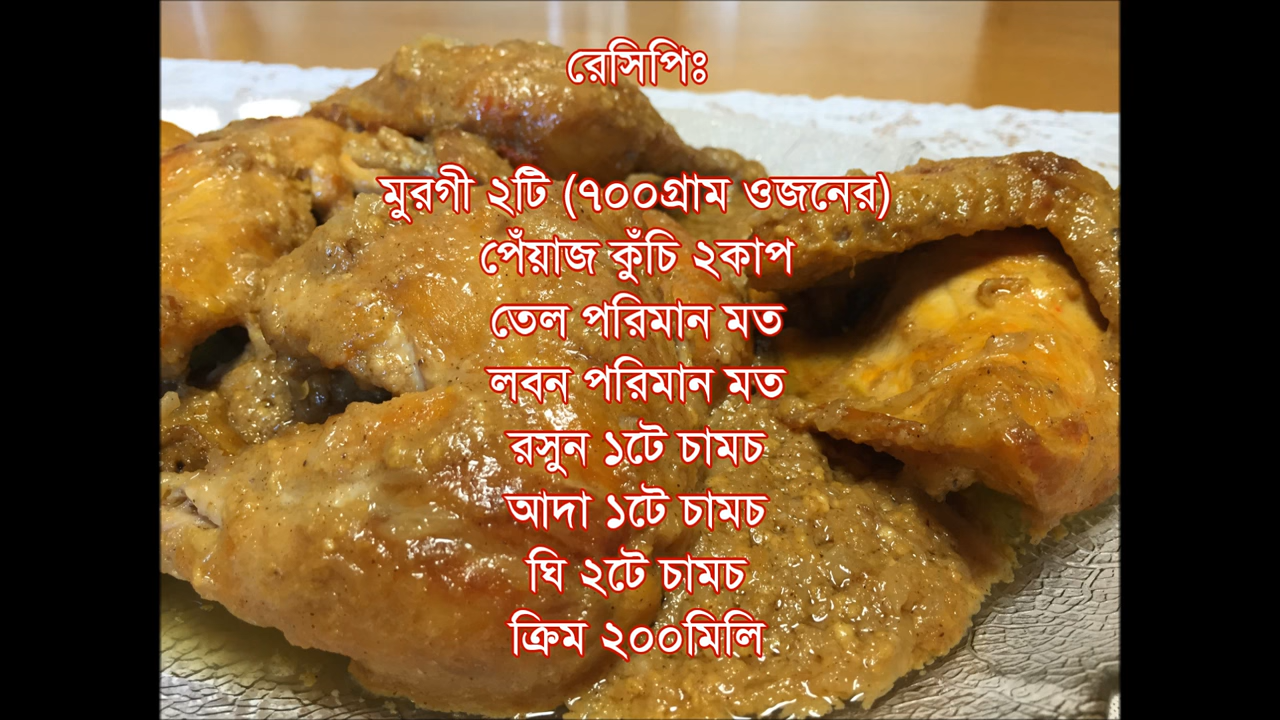 রেসিপিঃ
মুরগী ২টি (৭০০গ্রাম ওজনের)
পেঁয়াজ কুঁচি ২কাপ
তেল পরিমান মত
লবন পরিমান মত
রসুন ১টে চামচ
আদা ১টে চামচ
ঘি ২টে চামচ
ক্রিম ২০০মিলি